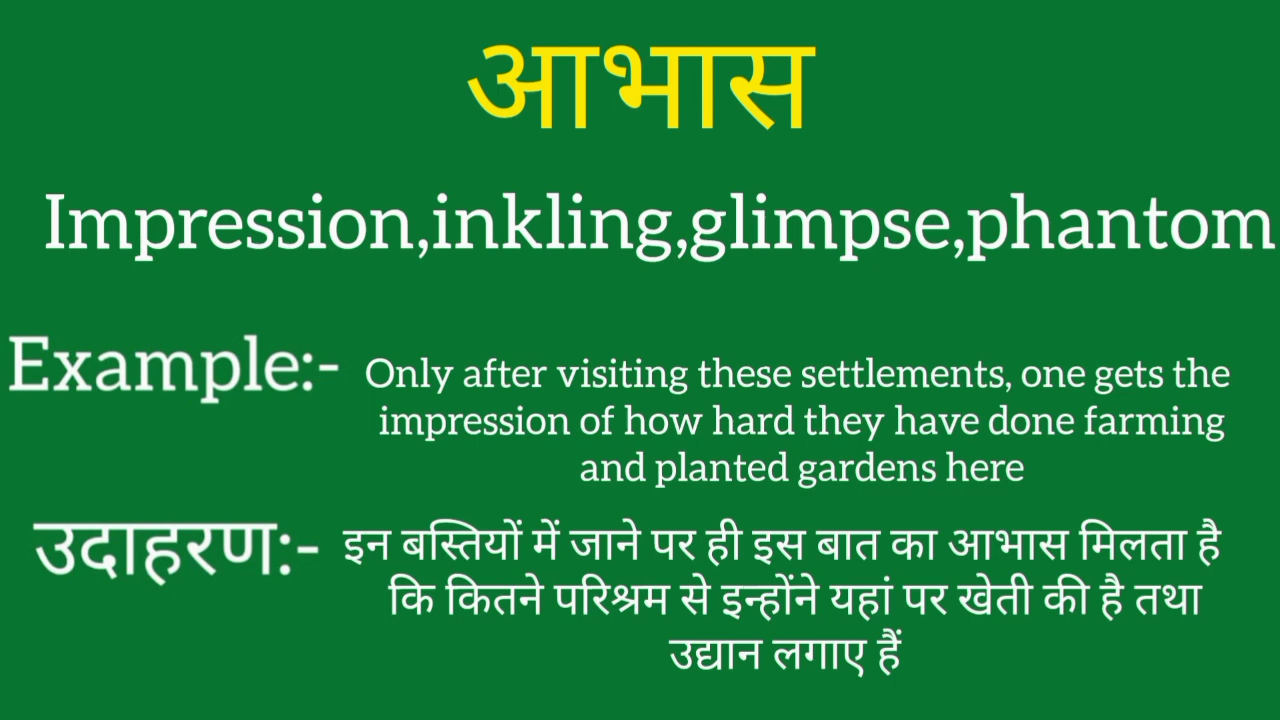 आभास
Impression,inkling,glimpse,phantom
Example:-
Only after visiting these settlements, one gets the
impression of how hard they have done farming
and planted gardens here
उदाहरण:-
इन बस्तियों में जाने पर ही इस बात का आभास मिलता है
कि कितने परिश्रम से इन्होंने यहां पर खेती की है तथा
उद्यान लगाए हैं